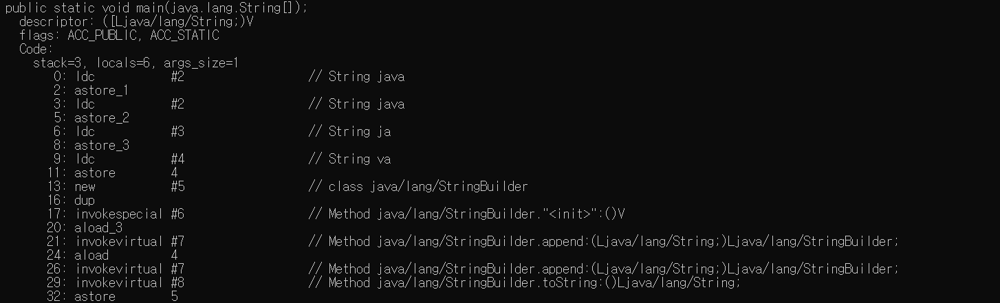 public static void main(java.lang.String[]);
descriptor: ([Ljava/lang/String;)V
flags: ACC_PUBLIC, ACC_STATIC
Code:
stack=3, locals=6, args_size=1
0: ldc #2 // String java
2: astore_1
3: ldc #2 // String java
5: astore_2
6: ldc #3 // String ja
8: astore_3
9: ldc #4 // String va
11: astore 4
13: new #5 // class java/lang/StringBuilder
16: dup
17: invokespecial #6 // Method java/lang/StringBuilder."<init>":()V
20: aload_3
21: invokevirtual #7 // Method java/lang/StringBuilder.append:(Ljava/lang/String;)Ljava/lang/StringBuilder;
24: aload 4
26: invokevirtual #7 // Method java/lang/StringBuilder.append:(Ljava/lang/String;)Ljava/lang/StringBuilder;
29: invokevirtual #8 // Method java/lang/StringBuilder.toString:()Ljava/lang/String;
32: astore 5